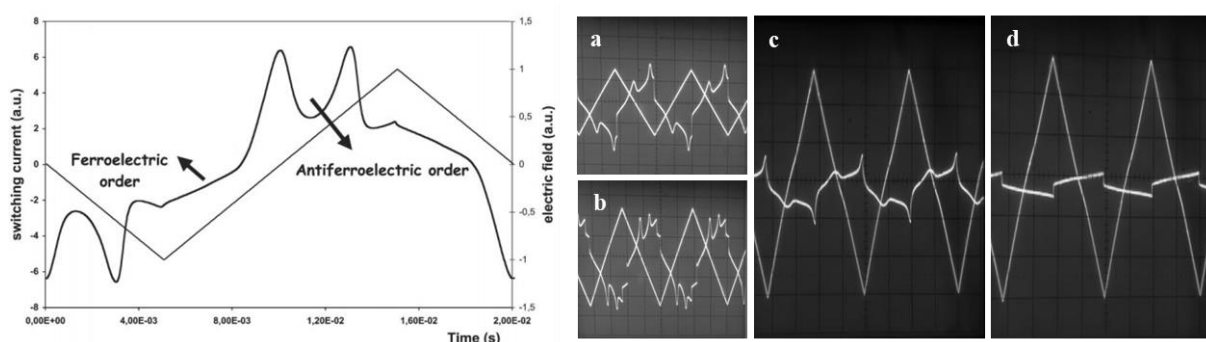 8
6
4
2
0
-2
-4
-6
-8
switching current (a.u.)
Ferroelectric
order
Antiferroelectric order
1,5
1
0,5
0
-0,5
-1
-1,5
electric field (a.u.)
0,00E+00
4,00E-03
8,00E-03
1,20E-02
1,60E-02
2,00E-02
Time (s)
a
b
c
d